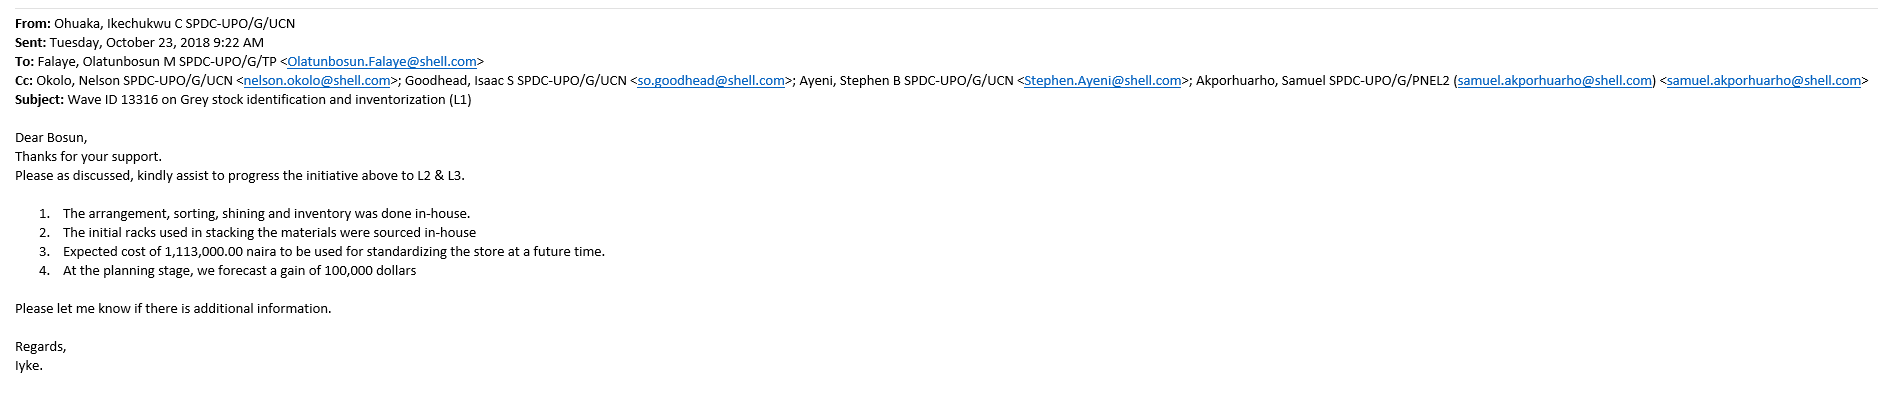 From: Ohuaka, Ikechukwu C SPDC-UPO/G/UCN
Sent: Tuesday, October 23, 2018 9:22 AM
To: Falaye, Olatunbosun M SPDC-UPO/G/TP <Olatunbosun.Falaye@shell.com>
Cc: Okolo, Nelson SPDC-UPO/G/UCN <nelson.okolo@shell.com>; Goodhead, Isaac S SPDC-UPO/G/UCN <so.goodhead@shell.com>; Ayeni, Stephen B SPDC-UPO/G/UCN <Stephen.Ayeni@shell.com>; Akporhuarho, Samuel SPDC-UPO/G/PNEL2 (samuel.akporhuarho@shell.com) <samuel.akporhuarho@shell.com>
Subject: Wave ID 13316 on Grey stock identification and inventorization (L1)
Dear Bosun,
Thanks for your support.
Please as discussed, kindly assist to progress the initiative above to L2 & L3.
1. The arrangement, sorting, shining and inventory was done in-house.
2. The initial racks used in stacking the materials were sourced in-house
3. Expected cost of 1,113,000.00 naira to be used for standardizing the store at a future time.
4. At the planning stage, we forecast a gain of 100,000 dollars
Please let me know if there is additional information.
Regards,
Iyke.